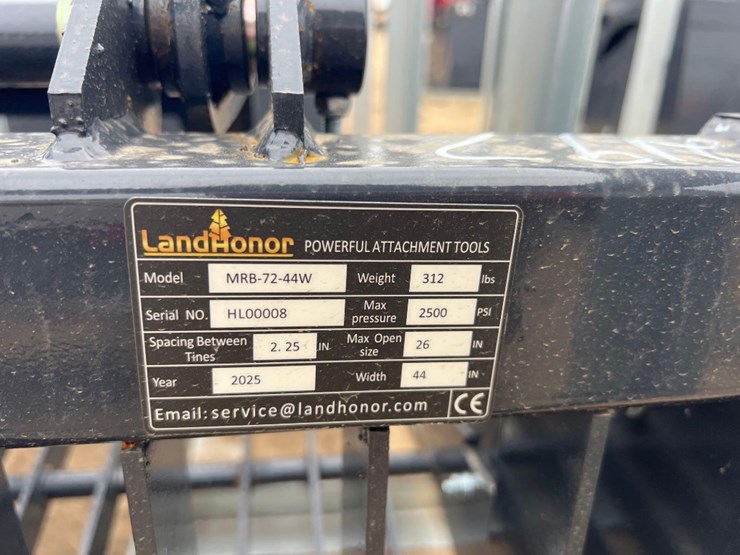 LandHonor POWERFUL ATTACHMENT TOOLS
Model MRB-72-44W Weight 312 lbs
Serial NO. HL00008 Max pressure 2500 PSI
Spacing Between Tines 2.25 IN Max Open size 26 IN
Year 2025 Width 44 IN
Email:service@landhonor.com CE